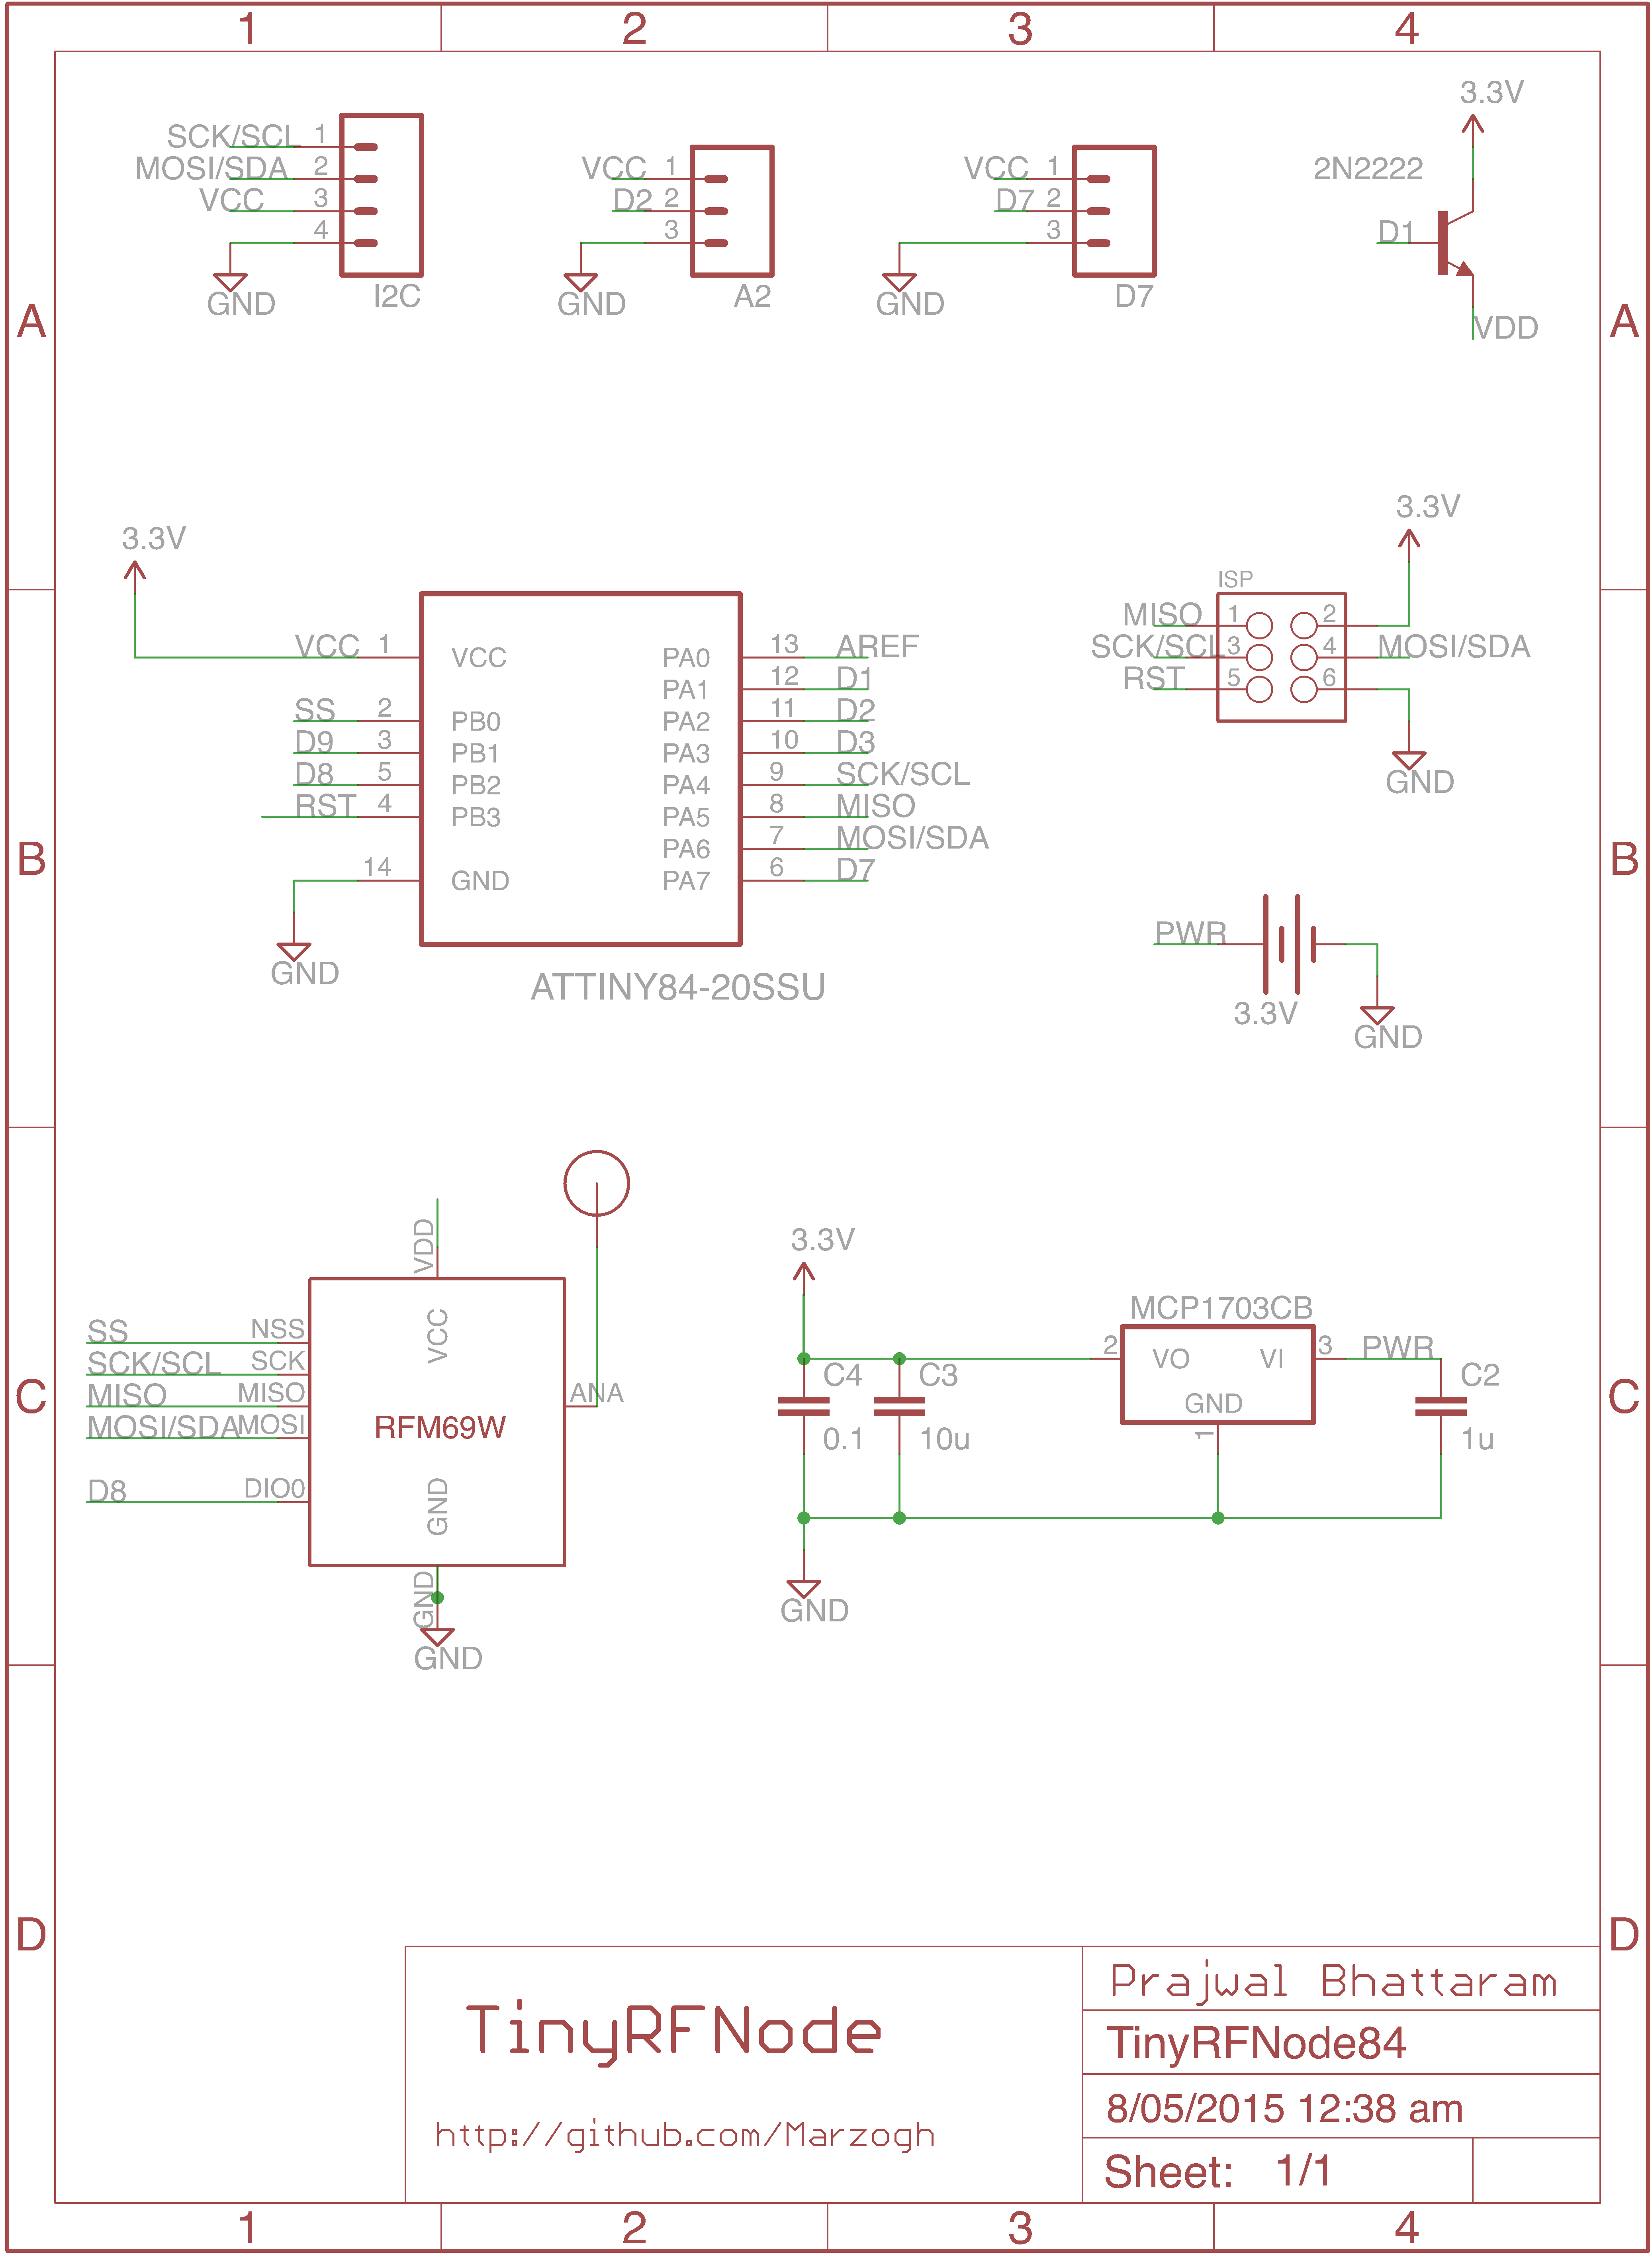 1 2 3 4
3.3V
SCK/SCL 1
MOSI/SDA 2
VCC 3
4
GND
I2C
VCC 1
D2 2
3
GND
A2
VCC 1
D7 2
3
GND
D7
2N2222
D1
VDD
A
A
3.3V
VCC 1
SS 2
D9 3
D8 5
RST 4
14
GND
VCC
PB0
PB1
PB2
PB3
GND
PA0
PA1
PA2
PA3
PA4
PA5
PA6
PA7
13 AREF
12 D1
11 D2
10 D3
9 SCK/SCL
8 MISO
7 MOSI/SDA
6 D7
ATTINY84-20SSU
3.3V
ISP
MISO 1 2
SCK/SCL 3 4 MOSI/SDA
RST 5 6
GND
B
B
PWR
3.3V
GND
VDD
VCC
SS NSS
SCK/SCL SCK
MISO MISO
MOSI/SDA MOSI
D8 DIO0
RFM69W
ANA
GND
GND
GND
3.3V
C4
0.1
C3
10u
MCP1703CB
2 VO VI 3 PWR
GND
1
C2
1u
GND
C
C
D
D
TinyRFNode
http://github.com/Marzogh
Prajwal Bhattaram
TinyRFNode84
8/05/2015 12:38 am
Sheet: 1/1
1 2 3 4